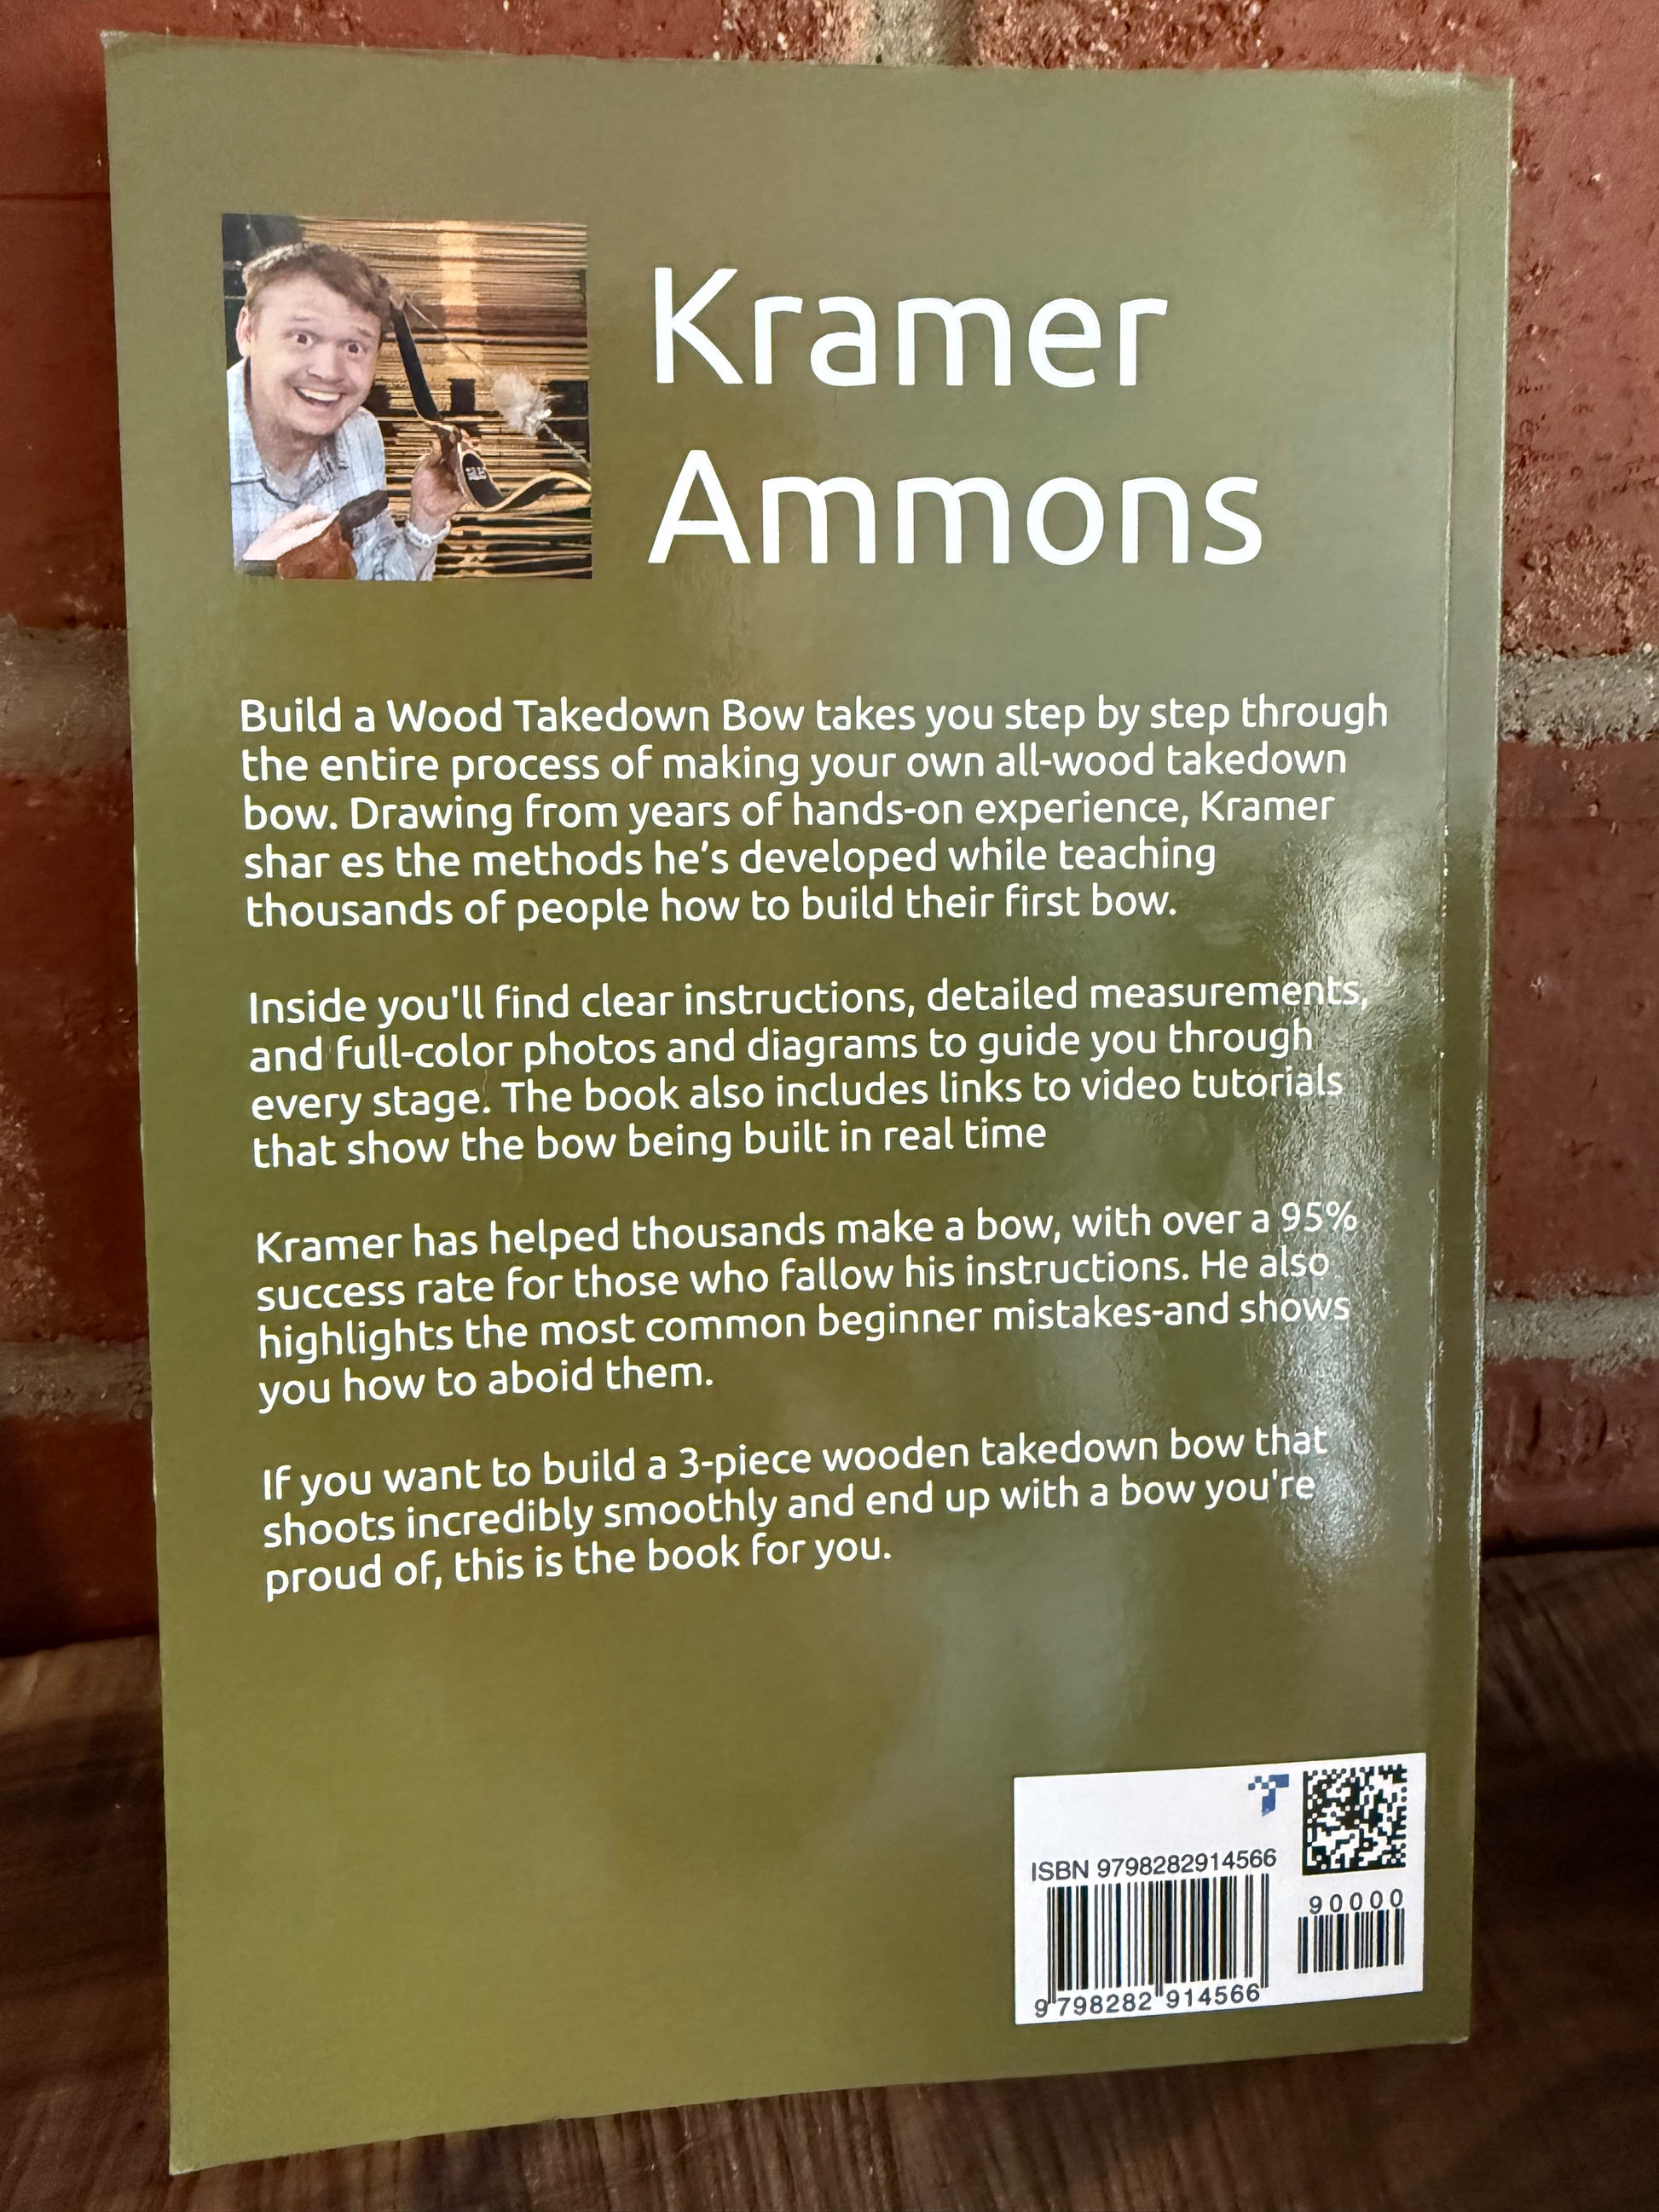 Kramer
Ammons
Build a Wood Takedown Bow takes you step by step through
the entire process of making your own all-wood takedown
bow. Drawing from years of hands-on experience, Kramer
shar es the methods he’s developed while teaching
thousands of people how to build their first bow.
Inside you'll find clear instructions, detailed measurements,
and full-color photos and diagrams to guide you through
every stage. The book also includes links to video tutorials
that show the bow being built in real time
Kramer has helped thousands make a bow, with over a 95%
success rate for those who fallow his instructions. He also
highlights the most common beginner mistakes-and shows
you how to aboid them.
If you want to build a 3-piece wooden takedown bow that
shoots incredibly smoothly and end up with a bow you're
proud of, this is the book for you.
ISBN 9798282914566
90000
9 798282 914566